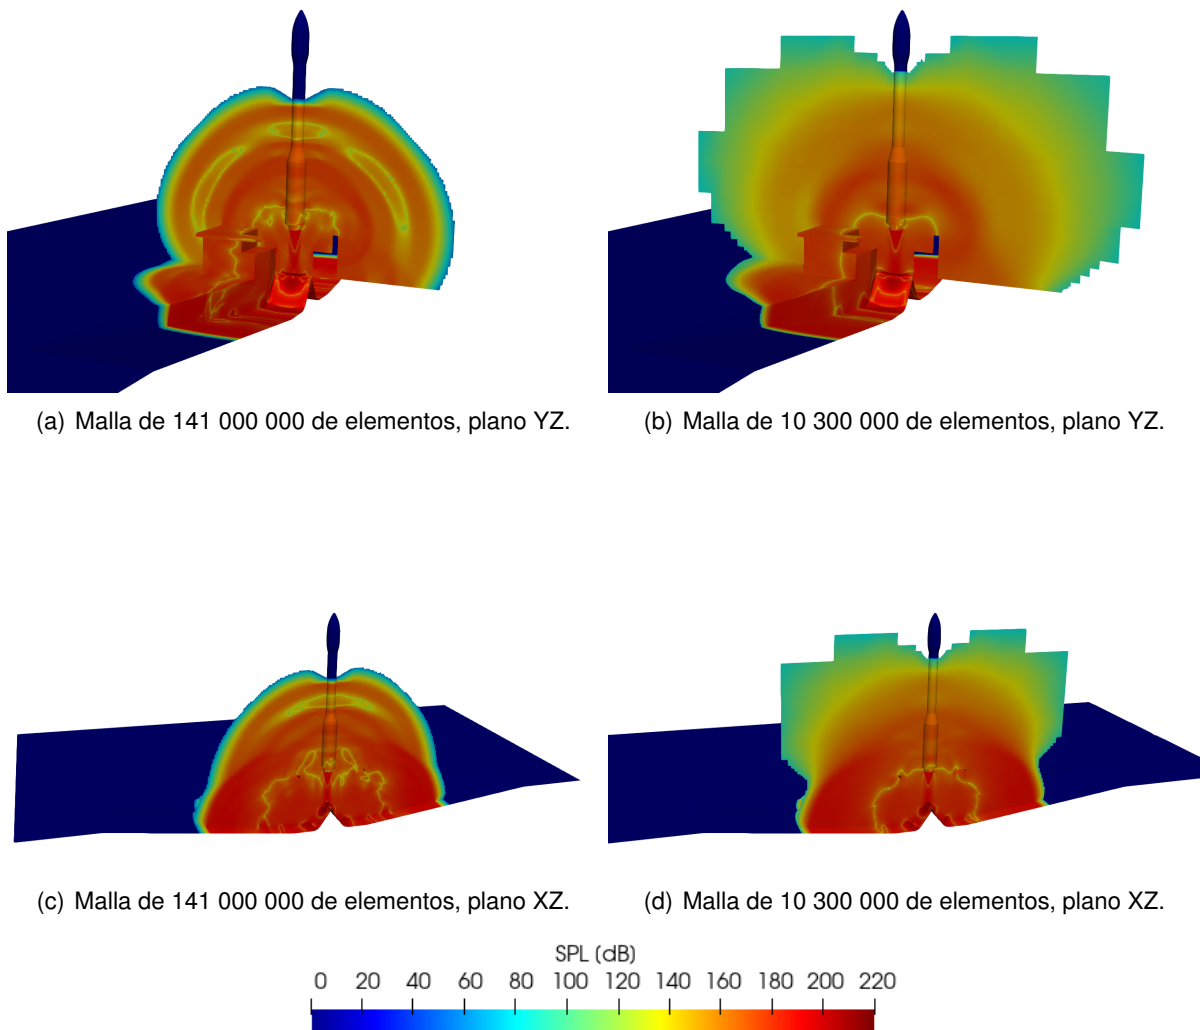 (a) Malla de 141 000 000 de elementos, plano YZ.
(b) Malla de 10 300 000 de elementos, plano YZ.
(c) Malla de 141 000 000 de elementos, plano XZ.
(d) Malla de 10 300 000 de elementos, plano XZ.
SPL (dB)
0 20 40 60 80 100 120 140 160 180 200 220